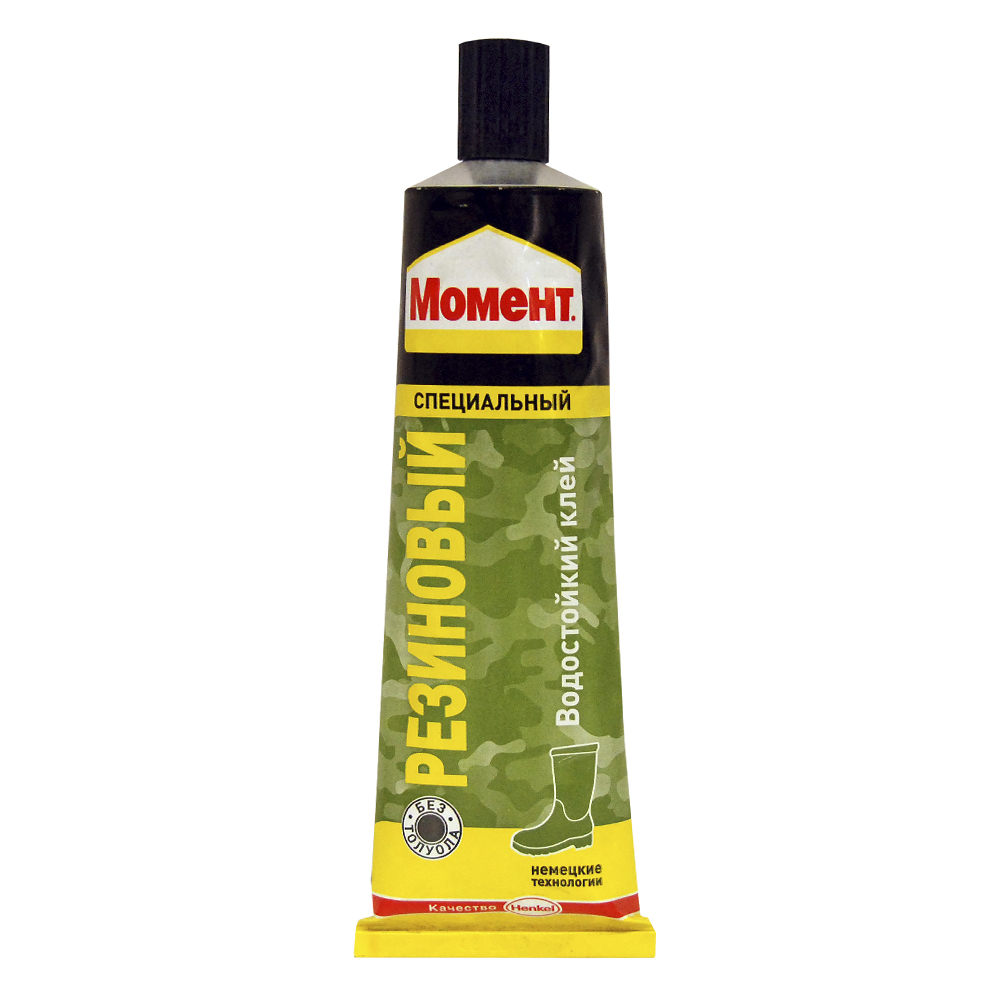 Момент.
СПЕЦИАЛЬНЫЙ
РЕЗИНОВЫЙ
Водостойкий клей
БЕЗ
ТОЛУОЛА
немецкие
технологии
Качество Henkel